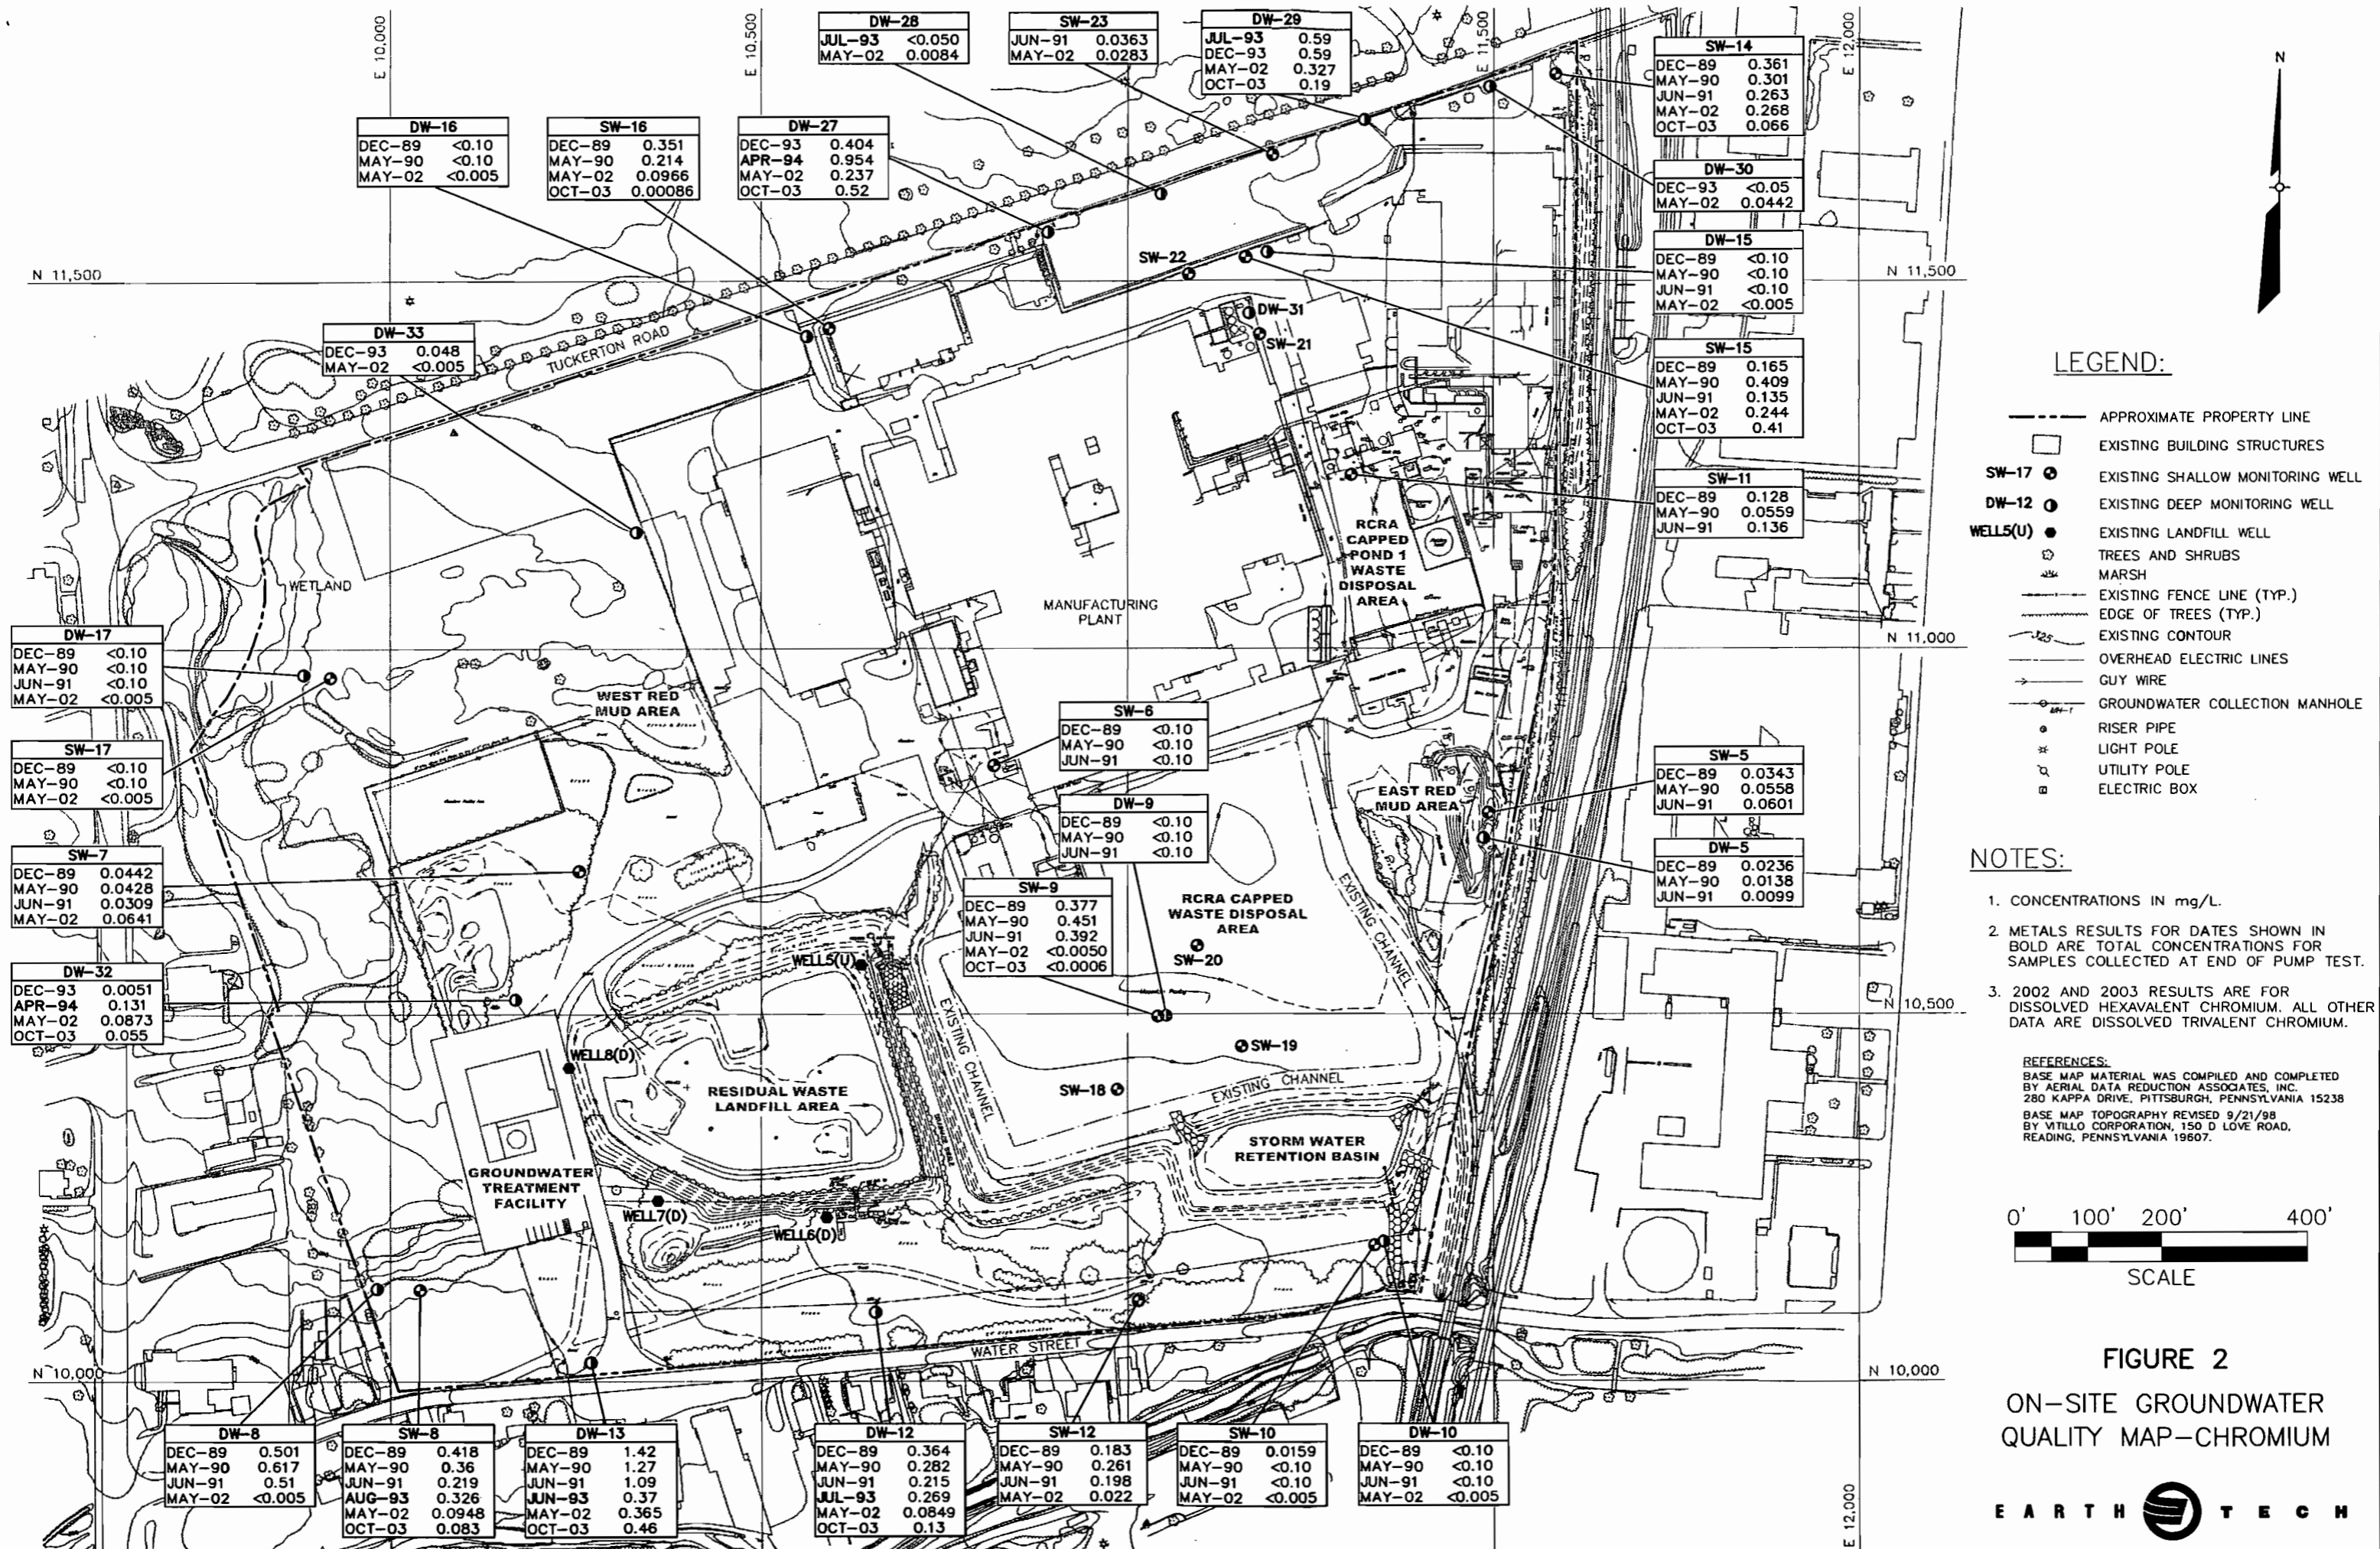 E 10,000
E 10,500
E 11,500
E 12,000
DW-28
JUL-93 <0.050
MAY-02 0.0084
SW-23
JUN-91 0.0363
MAY-02 0.0283
DW-29
JUL-93 0.59
DEC-93 0.59
MAY-02 0.327
OCT-03 0.19
SW-14
DEC-89 0.361
MAY-90 0.301
JUN-91 0.263
MAY-02 0.268
OCT-03 0.066
N
DW-16
DEC-89 <0.10
MAY-90 <0.10
MAY-02 <0.005
SW-16
DEC-89 0.351
MAY-90 0.214
MAY-02 0.0966
OCT-03 0.00086
DW-27
DEC-93 0.404
APR-94 0.954
MAY-02 0.237
OCT-03 0.52
DW-30
DEC-93 <0.05
MAY-02 0.0442
DW-15
DEC-89 <0.10
MAY-90 <0.10
JUN-91 <0.10
MAY-02 <0.005
N 11,500
SW-22
N 11,500
DW-31
SW-21
DW-33
DEC-93 0.048
MAY-02 <0.005
TUCKERTON ROAD
SW-15
DEC-89 0.165
MAY-90 0.409
JUN-91 0.135
MAY-02 0.244
OCT-03 0.41
SW-11
DEC-89 0.128
MAY-90 0.0559
JUN-91 0.136
RCRA
CAPPED
POND 1
WASTE
DISPOSAL
AREA
WETLAND
MANUFACTURING
PLANT
N 11,000
DW-17
DEC-89 <0.10
MAY-90 <0.10
JUN-91 <0.10
MAY-02 <0.005
WEST RED
MUD AREA
SW-17
DEC-89 <0.10
MAY-90 <0.10
MAY-02 <0.005
SW-6
DEC-89 <0.10
MAY-90 <0.10
JUN-91 <0.10
DW-9
DEC-89 <0.10
MAY-90 <0.10
JUN-91 <0.10
EAST RED
MUD AREA
SW-5
DEC-89 0.0343
MAY-90 0.0558
JUN-91 0.0601
DW-5
DEC-89 0.0236
MAY-90 0.0138
JUN-91 0.0099
SW-7
DEC-89 0.0442
MAY-90 0.0428
JUN-91 0.0309
MAY-02 0.0641
SW-9
DEC-89 0.377
MAY-90 0.451
JUN-91 0.392
MAY-02 <0.0050
OCT-03 <0.0006
RCRA CAPPED
WASTE DISPOSAL
AREA
EXISTING CHANNEL
SW-20
WELL5(U)
DW-32
DEC-93 0.0051
APR-94 0.131
MAY-02 0.0873
OCT-03 0.055
N 10,500
EXISTING CHANNEL
WELL8(D)
SW-19
SW-18
EXISTING CHANNEL
RESIDUAL WASTE
LANDFILL AREA
STORM WATER
RETENTION BASIN
GROUNDWATER
TREATMENT
FACILITY
WELL7(D)
WELL6(D)
WATER STREET
N 10,000
N 10,000
DW-8
DEC-89 0.501
MAY-90 0.617
JUN-91 0.51
MAY-02 <0.005
SW-8
DEC-89 0.418
MAY-90 0.36
JUN-91 0.219
AUG-93 0.326
MAY-02 0.0948
OCT-03 0.083
DW-13
DEC-89 1.42
MAY-90 1.27
JUN-91 1.09
JUN-93 0.37
MAY-02 0.365
OCT-03 0.46
DW-12
DEC-89 0.364
MAY-90 0.282
JUN-91 0.215
JUL-93 0.269
MAY-02 0.0849
OCT-03 0.13
SW-12
DEC-89 0.183
MAY-90 0.261
JUN-91 0.198
MAY-02 0.022
SW-10
DEC-89 0.0159
MAY-90 <0.10
JUN-91 <0.10
MAY-02 <0.005
DW-10
DEC-89 <0.10
MAY-90 <0.10
JUN-91 <0.10
MAY-02 <0.005
E 12,000
LEGEND:
APPROXIMATE PROPERTY LINE
EXISTING BUILDING STRUCTURES
SW-17 EXISTING SHALLOW MONITORING WELL
DW-12 EXISTING DEEP MONITORING WELL
WELL5(U) EXISTING LANDFILL WELL
TREES AND SHRUBS
MARSH
EXISTING FENCE LINE (TYP.)
EDGE OF TREES (TYP.)
325 EXISTING CONTOUR
OVERHEAD ELECTRIC LINES
GUY WIRE
MH-1 GROUNDWATER COLLECTION MANHOLE
RISER PIPE
LIGHT POLE
UTILITY POLE
ELECTRIC BOX
NOTES:
1. CONCENTRATIONS IN mg/L.
2. METALS RESULTS FOR DATES SHOWN IN
BOLD ARE TOTAL CONCENTRATIONS FOR
SAMPLES COLLECTED AT END OF PUMP TEST.
3. 2002 AND 2003 RESULTS ARE FOR
DISSOLVED HEXAVALENT CHROMIUM. ALL OTHER
DATA ARE DISSOLVED TRIVALENT CHROMIUM.
REFERENCES:
BASE MAP MATERIAL WAS COMPILED AND COMPLETED
BY AERIAL DATA REDUCTION ASSOCIATES, INC.
280 KAPPA DRIVE, PITTSBURGH, PENNSYLVANIA 15238
BASE MAP TOPOGRAPHY REVISED 9/21/98
BY VITILLO CORPORATION, 150 D LOVE ROAD,
READING, PENNSYLVANIA 19607.
0' 100' 200' 400'
SCALE
FIGURE 2
ON-SITE GROUNDWATER
QUALITY MAP-CHROMIUM
EARTH TECH